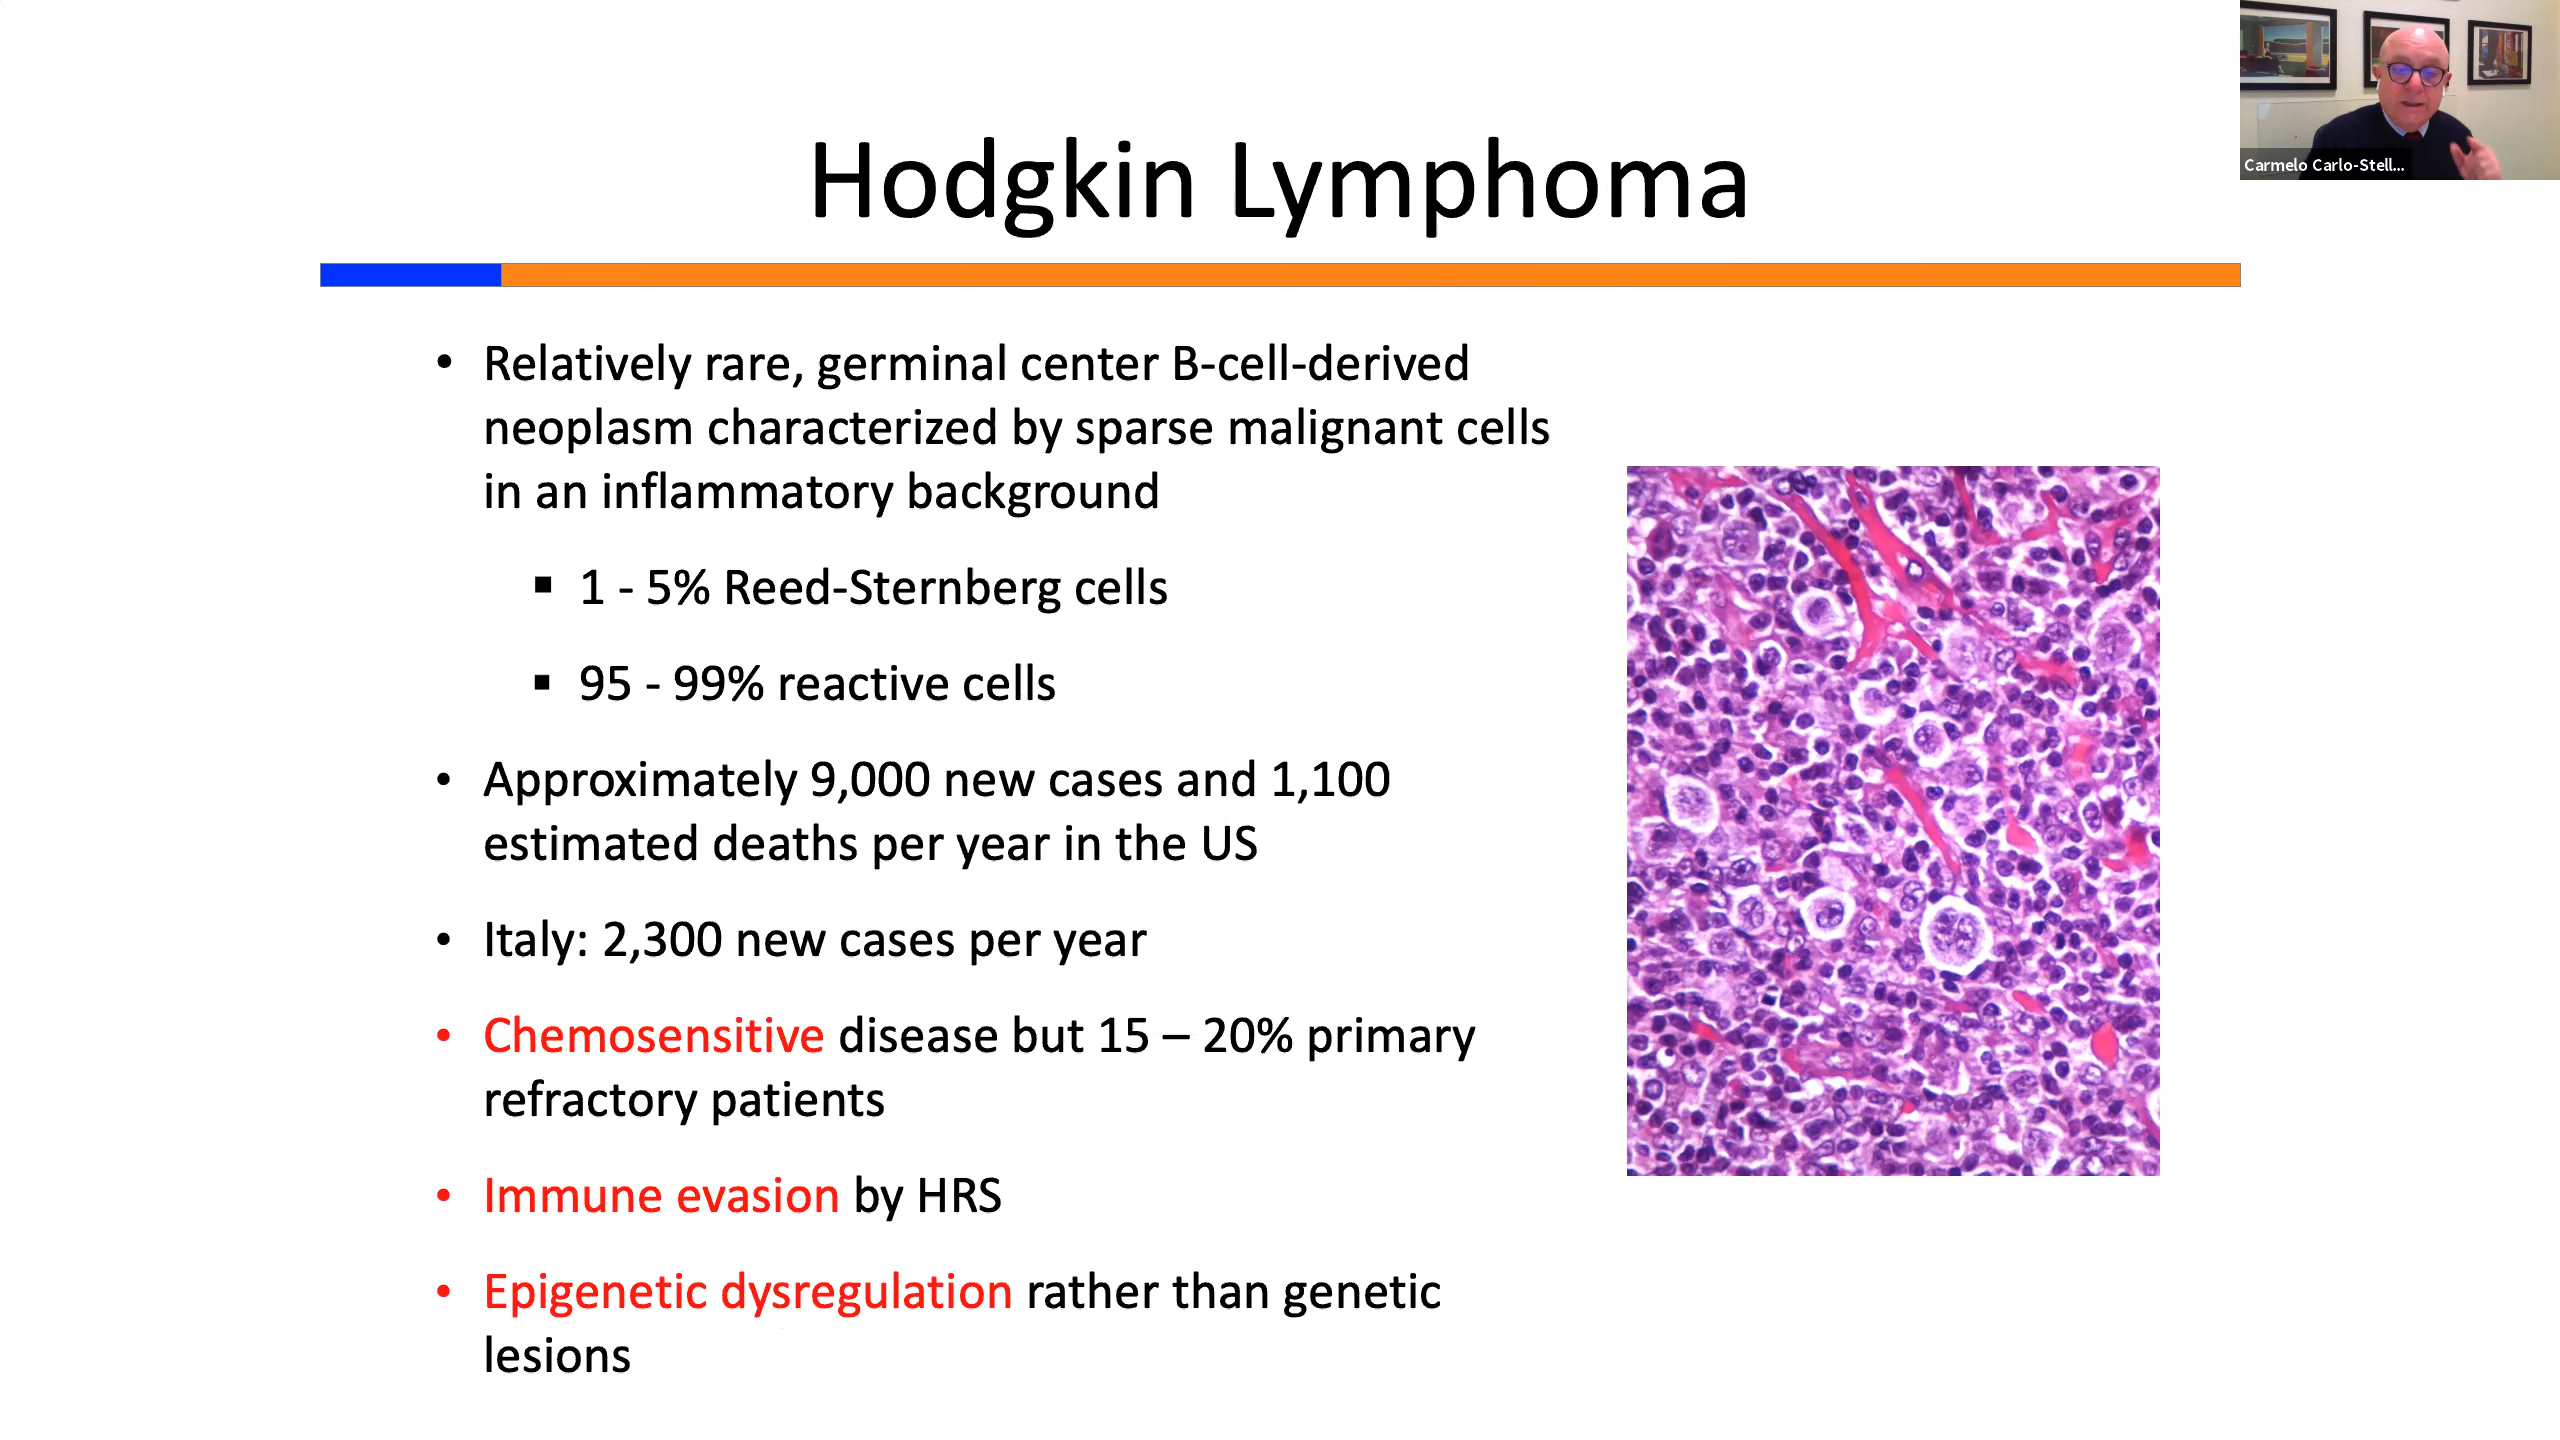 Hodgkin Lymphoma
Carmelo Carlo-Stell...
• Relatively rare, germinal center B-cell-derived
neoplasm characterized by sparse malignant cells
in an inflammatory background
▪ 1 - 5% Reed-Sternberg cells
▪ 95 - 99% reactive cells
• Approximately 9,000 new cases and 1,100
estimated deaths per year in the US
• Italy: 2,300 new cases per year
• Chemosensitive disease but 15 – 20% primary
refractory patients
• Immune evasion by HRS
• Epigenetic dysregulation rather than genetic
lesions